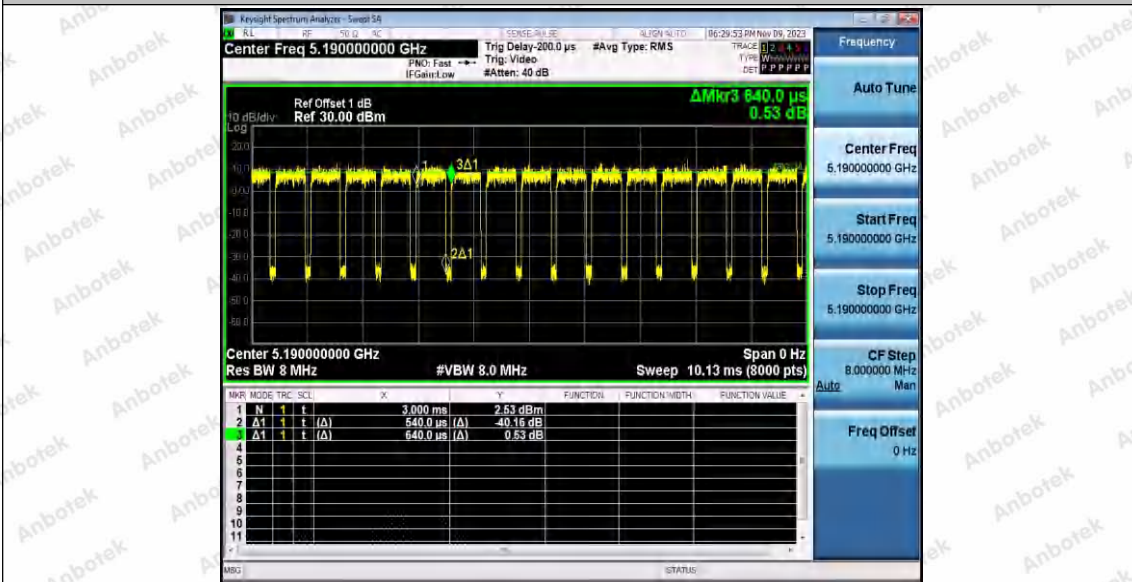 Keysight Spectrum Analyzer - Swept SA
RL RF 50 Ω AC SENSE:PULSE ALIGN AUTO 06:29:53 PM Nov 09, 2023
Center Freq 5.190000000 GHz
PNO: Fast
IFGain:Low
Trig Delay-200.0 µs
Trig: Video
#Atten: 40 dB
#Avg Type: RMS
TRACE 1 2 3 4 5 6
TYPE
DET P P P P P P
Frequency
Auto Tune
ΔMkr3 640.0 µs
0.53 dB
Ref Offset 1 dB
10 dB/div Ref 30.00 dBm
Log
20.0
10.0
0.00
-10.0
-20.0
-30.0
-40.0
-50.0
-60.0
1
3Δ1
2Δ1
Center Freq
5.190000000 GHz
Start Freq
5.190000000 GHz
Stop Freq
5.190000000 GHz
CF Step
8.000000 MHz
Auto Man
Freq Offset
0 Hz
Center 5.190000000 GHz Span 0 Hz
Res BW 8 MHz #VBW 8.0 MHz Sweep 10.13 ms (8000 pts)
MKR MODE TRC SCL X Y FUNCTION FUNCTION WIDTH FUNCTION VALUE
1 N 1 t 3.000 ms 2.53 dBm
2 Δ1 1 t (Δ) 540.0 µs (Δ) -40.16 dB
3 Δ1 1 t (Δ) 640.0 µs (Δ) 0.53 dB
4
5
6
7
8
9
10
11
MSG STATUS
Anbotek